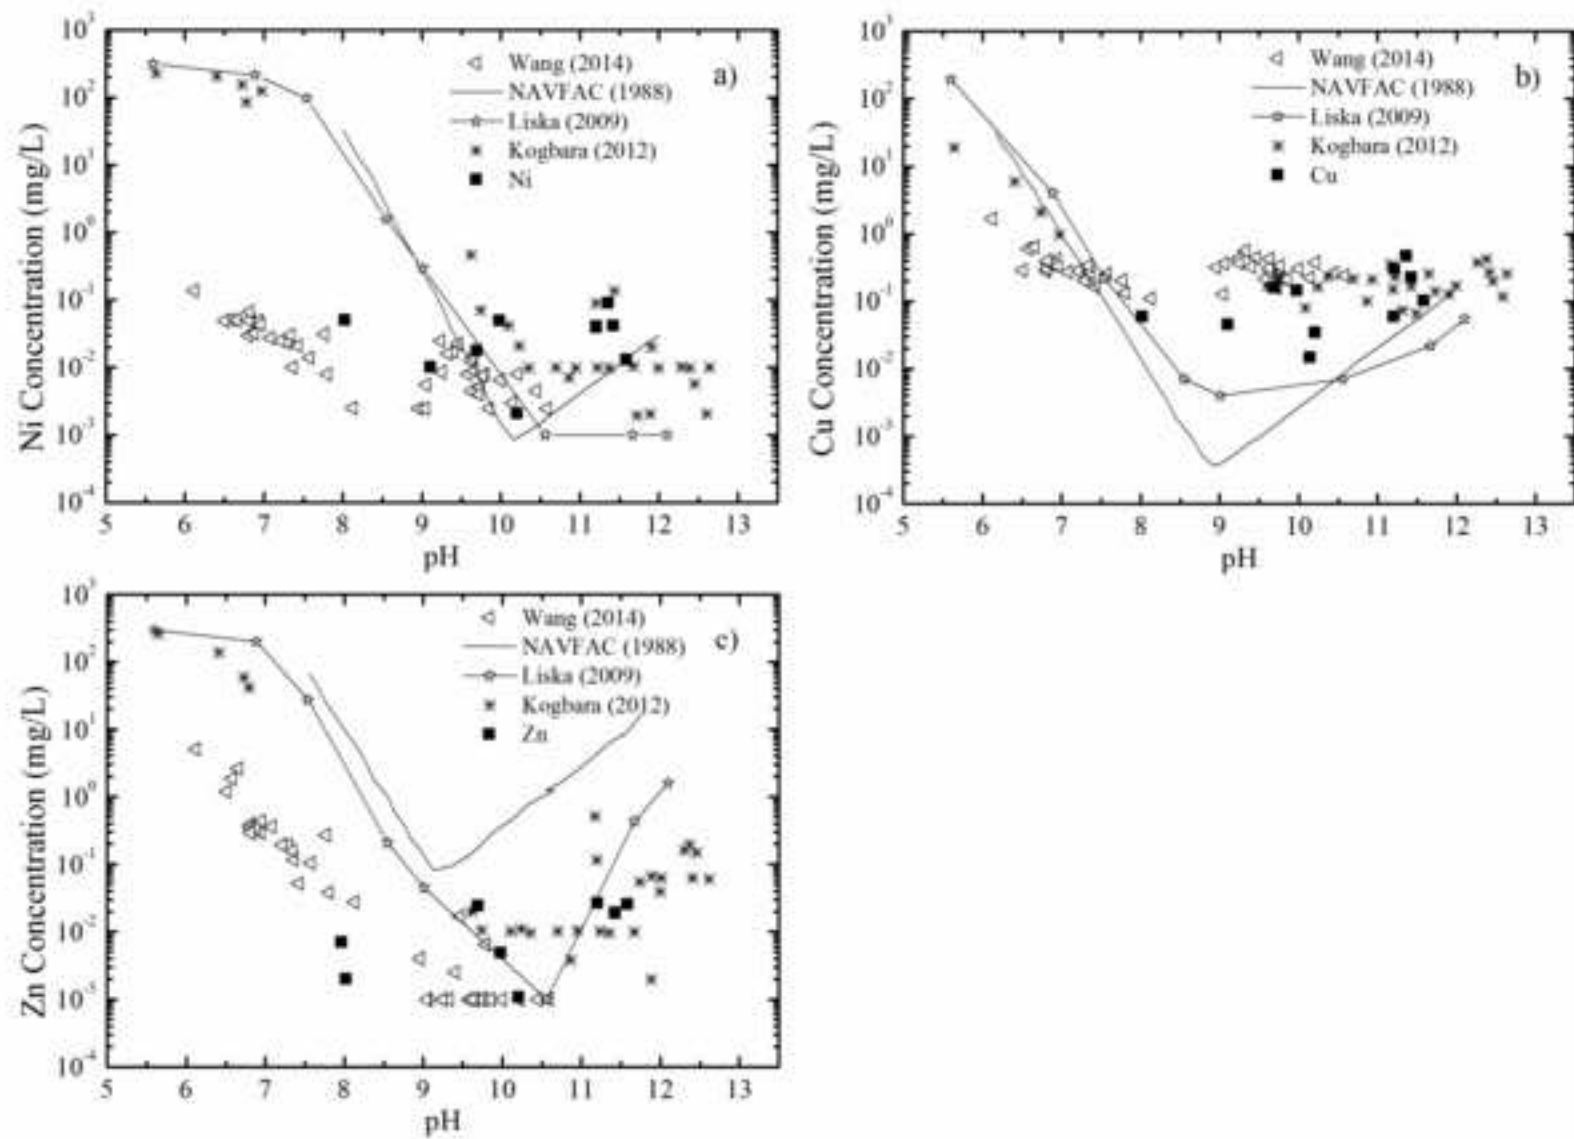 a)
Wang (2014)
NAVFAC (1988)
Liska (2009)
Kogbara (2012)
Ni
Ni Concentration (mg/L)
10³
10²
10¹
10⁰
10⁻¹
10⁻²
10⁻³
10⁻⁴
5 6 7 8 9 10 11 12 13
pH
b)
Wang (2014)
NAVFAC (1988)
Liska (2009)
Kogbara (2012)
Cu
Cu Concentration (mg/L)
10³
10²
10¹
10⁰
10⁻¹
10⁻²
10⁻³
10⁻⁴
5 6 7 8 9 10 11 12 13
pH
c)
Wang (2014)
NAVFAC (1988)
Liska (2009)
Kogbara (2012)
Zn
Zn Concentration (mg/L)
10³
10²
10¹
10⁰
10⁻¹
10⁻²
10⁻³
10⁻⁴
5 6 7 8 9 10 11 12 13
pH